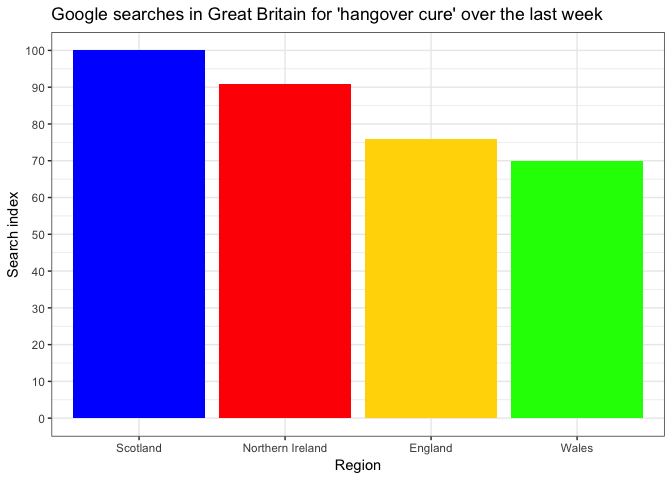 Google searches in Great Britain for 'hangover cure' over the last week
Search index
100
90
80
70
60
50
40
30
20
10
0
Scotland Northern Ireland England Wales
Region